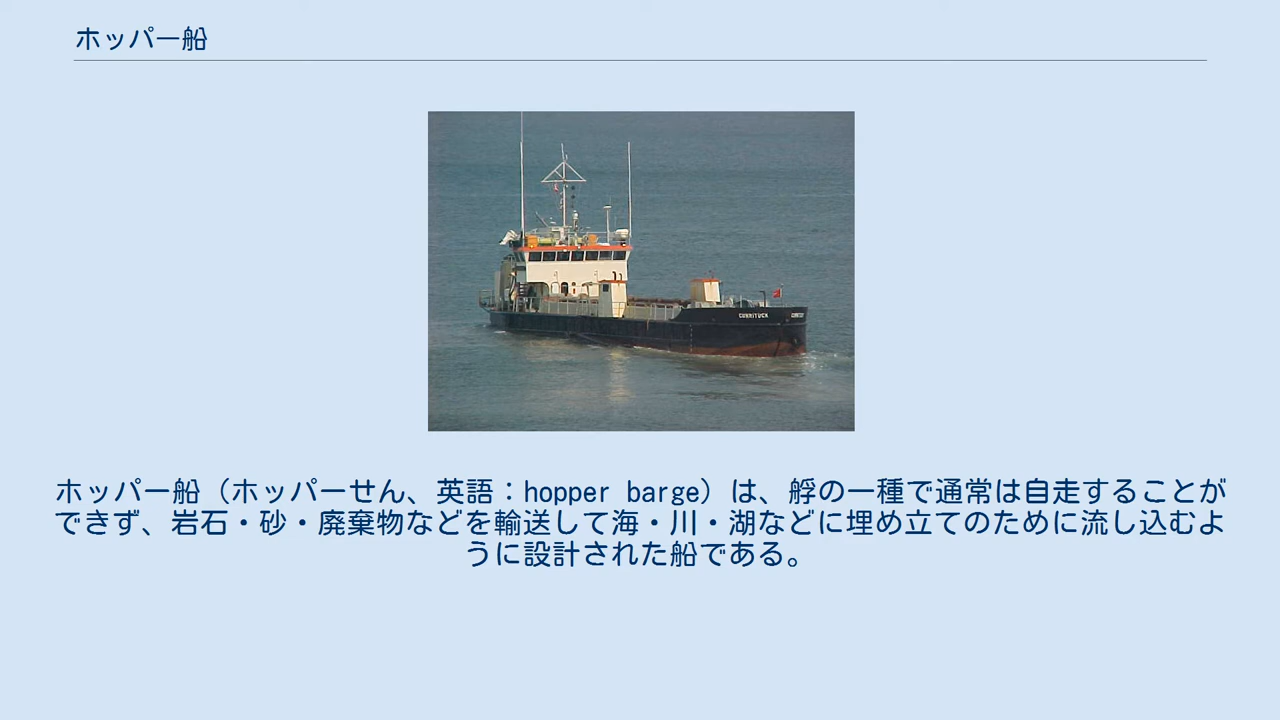 ホッパー船
CURRITUCK
ホッパー船（ホッパーせん、英語：hopper barge）は、艀の一種で通常は自走することが
できず、岩石・砂・廃棄物などを輸送して海・川・湖などに埋め立てのために流し込むよ
うに設計された船である。